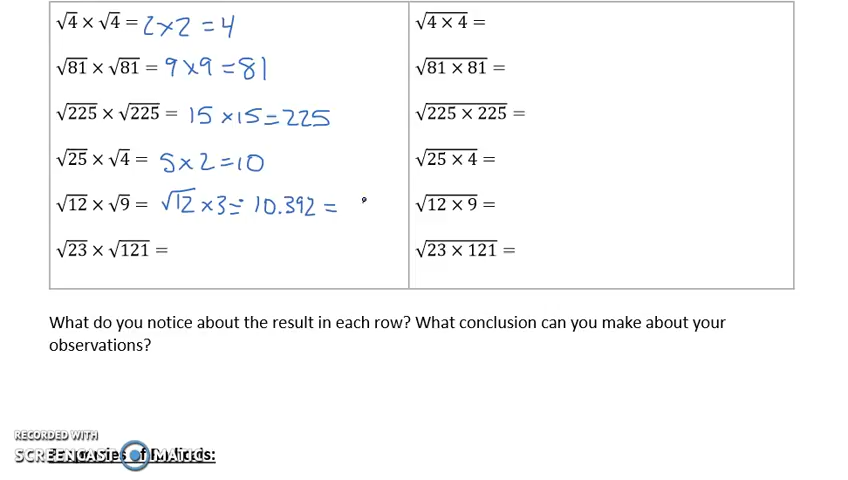 √4 × √4 = 2 × 2 = 4
√81 × √81 = 9 × 9 = 81
√225 × √225 = 15 × 15 = 225
√25 × √4 = 5 × 2 = 10
√12 × √9 = √12 × 3 = 10.392 =
√23 × √121 =
√(4 × 4) =
√(81 × 81) =
√(225 × 225) =
√(25 × 4) =
√(12 × 9) =
√(23 × 121) =
What do you notice about the result in each row? What conclusion can you make about your
observations?
RECORDED WITH
SCREENCAST MATIC
of